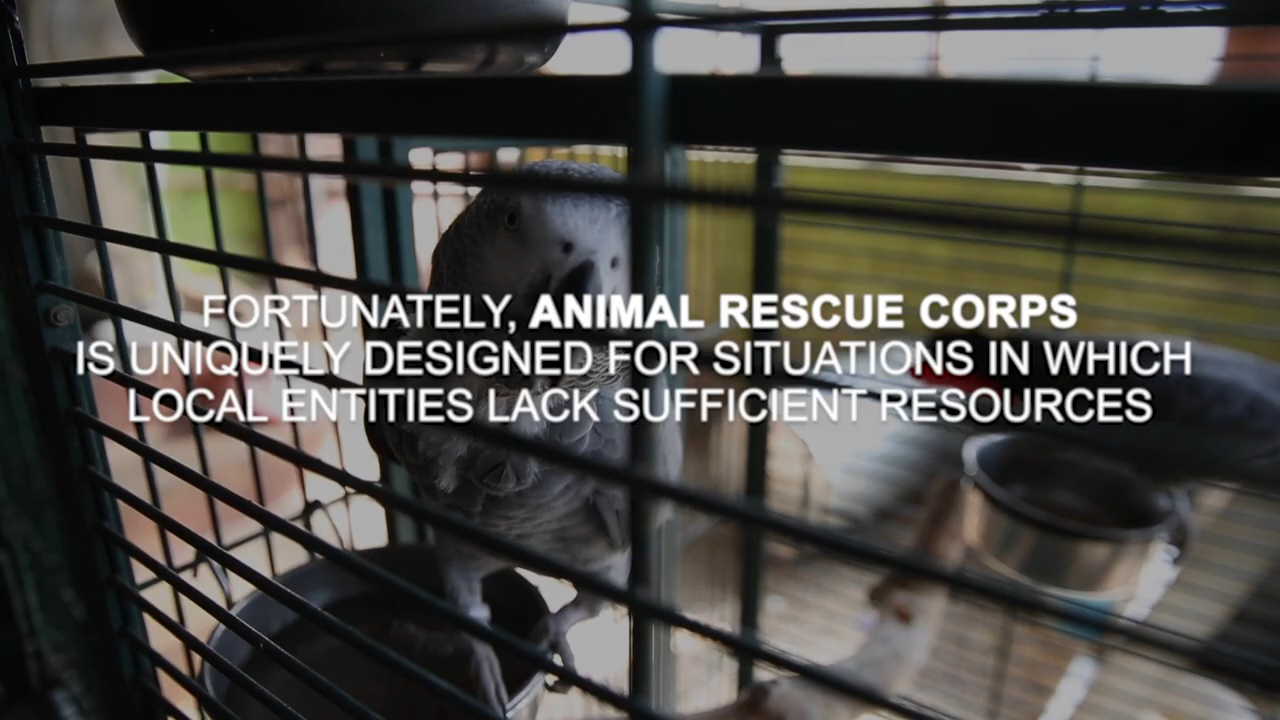 FORTUNATELY, ANIMAL RESCUE CORPS
IS UNIQUELY DESIGNED FOR SITUATIONS IN WHICH
LOCAL ENTITIES LACK SUFFICIENT RESOURCES